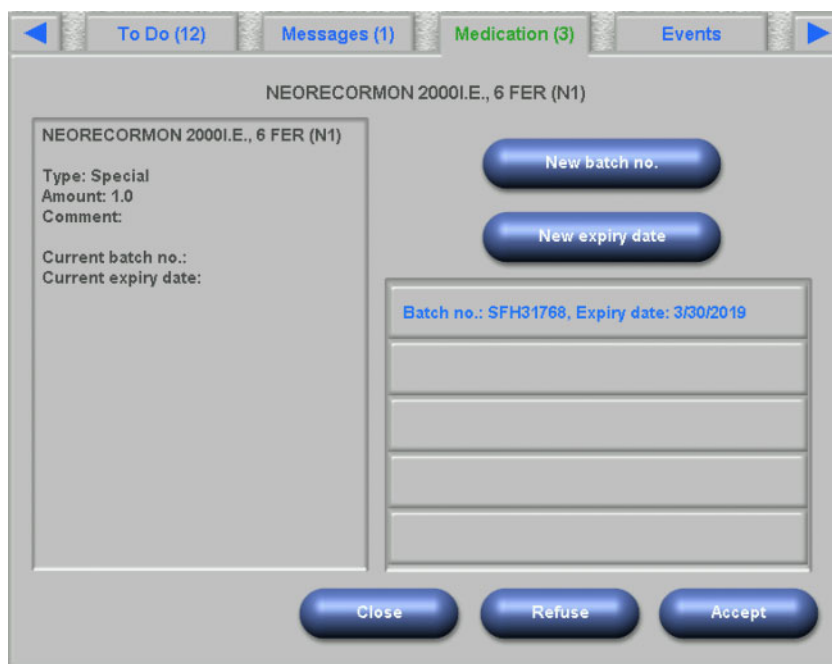 To Do (12) Messages (1) Medication (3) Events
NEORECORMON 2000I.E., 6 FER (N1)
NEORECORMON 2000I.E., 6 FER (N1)
Type: Special
Amount: 1.0
Comment:
Current batch no.:
Current expiry date:
New batch no.
New expiry date
Batch no.: SFH31768, Expiry date: 3/30/2019
Close Refuse Accept